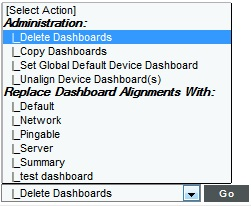 [Select Action]
Administration:
|_Delete Dashboards
|_Copy Dashboards
|_Set Global Default Device Dashboard
|_Unalign Device Dashboard(s)
Replace Dashboard Alignments With:
|_Default
|_Network
|_Pingable
|_Server
|_Summary
|_test dashboard
|_Delete Dashboards Go